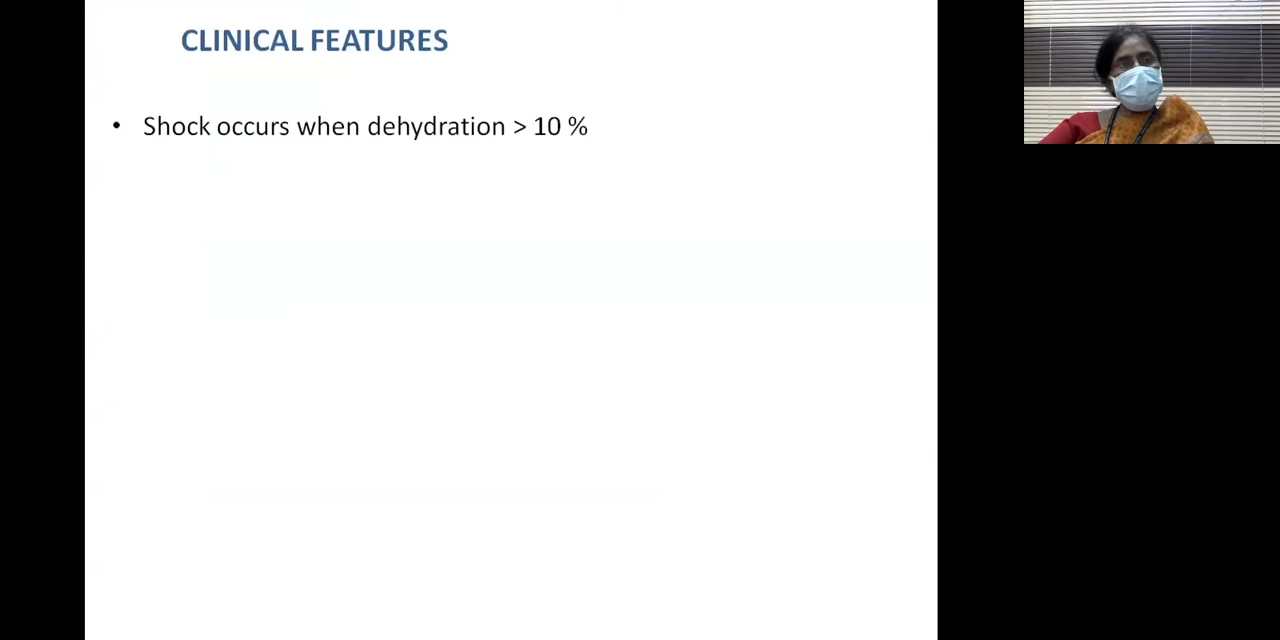 CLINICAL FEATURES
• Shock occurs when dehydration > 10 %